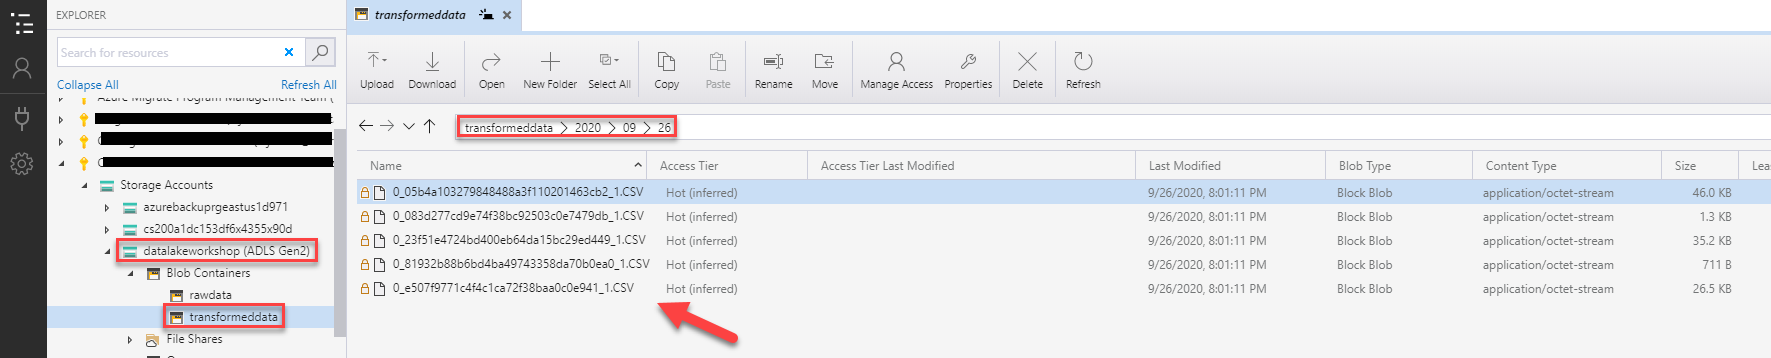 EXPLORER
Search for resources
Collapse All Refresh All
Azure Migrate Program Management Team (
Storage Accounts
azurebackuprgeastus1d971
cs200a1dc153df6x4355x90d
datalakeworkshop (ADLS Gen2)
Blob Containers
rawdata
transformeddata
File Shares
transformeddata
Upload Download Open New Folder Select All Copy Paste Rename Move Manage Access Properties Delete Refresh
transformeddata 2020 09 26
Name Access Tier Access Tier Last Modified Last Modified Blob Type Content Type Size Leas
0_05b4a103279848488a3f110201463cb2_1.CSV Hot (inferred) 9/26/2020, 8:01:11 PM Block Blob application/octet-stream 46.0 KB
0_083d277cd9e74f38bc92503c0e7479db_1.CSV Hot (inferred) 9/26/2020, 8:01:11 PM Block Blob application/octet-stream 1.3 KB
0_23f51e4724bd400eb64da15bc29ed449_1.CSV Hot (inferred) 9/26/2020, 8:01:11 PM Block Blob application/octet-stream 35.2 KB
0_81932b88b6bd4ba49743358da70b0ea0_1.CSV Hot (inferred) 9/26/2020, 8:01:11 PM Block Blob application/octet-stream 711 B
0_e507f9771c4f4c1ca72f38baa0c0e941_1.CSV Hot (inferred) 9/26/2020, 8:01:11 PM Block Blob application/octet-stream 26.5 KB